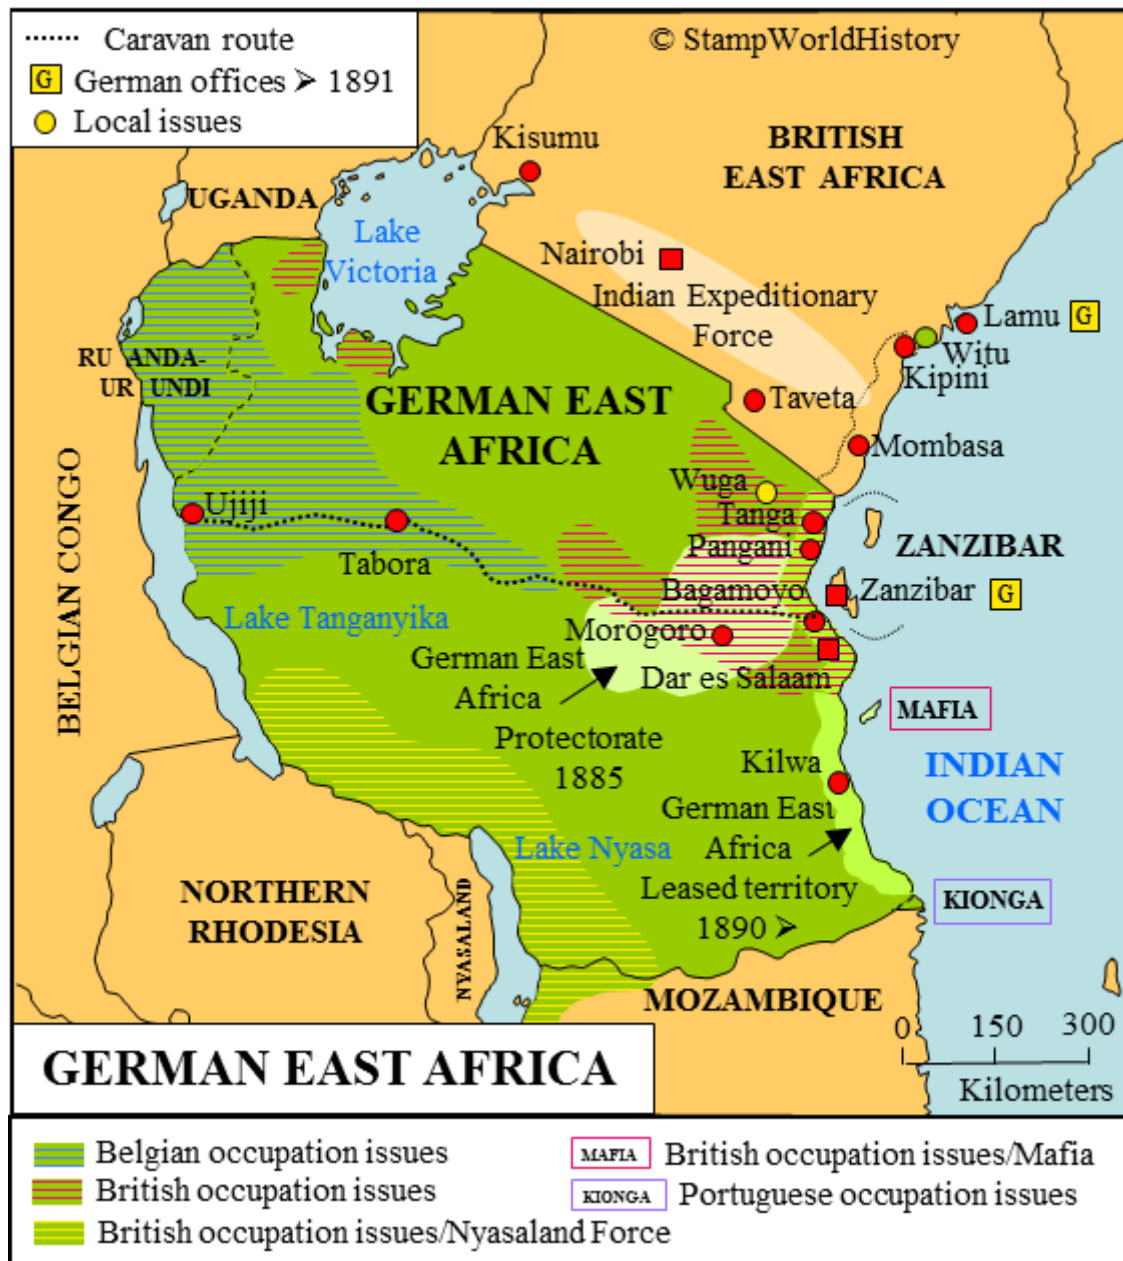 Caravan route
G German offices ➢ 1891
Local issues
© StampWorldHistory
Kisumu
BRITISH
EAST AFRICA
UGANDA
Lake
Victoria
Nairobi
Indian Expeditionary
Force
Lamu G
Witu
Kipini
RUANDA-
URUNDI
GERMAN EAST
AFRICA
Taveta
Mombasa
Wuga
Ujiji
Tanga
Pangani
ZANZIBAR
Tabora
Bagamoyo
Zanzibar G
BELGIAN CONGO
Lake Tanganyika
Morogoro
German East
Africa
Protectorate
1885
Dar es Salaam
MAFIA
Kilwa
INDIAN
OCEAN
German East
Africa
Leased territory
1890 ➢
Lake Nyasa
NORTHERN
RHODESIA
NYASALAND
KIONGA
MOZAMBIQUE
0 150 300
Kilometers
GERMAN EAST AFRICA
Belgian occupation issues
British occupation issues
British occupation issues/Nyasaland Force
MAFIA British occupation issues/Mafia
KIONGA Portuguese occupation issues